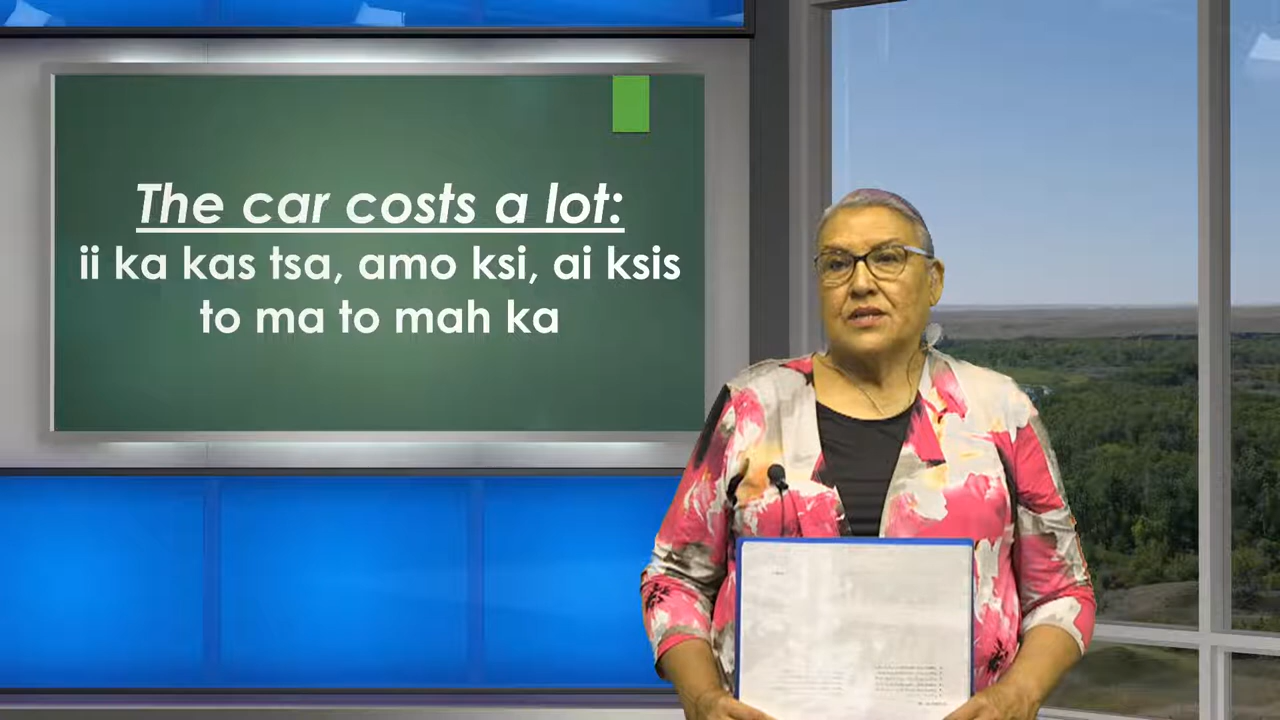 The car costs a lot:
ii ka kas tsa, amo ksi, ai ksis
to ma to mah ka